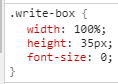 .write-box {
width: 100%;
height: 35px;
font-size: 0;
}